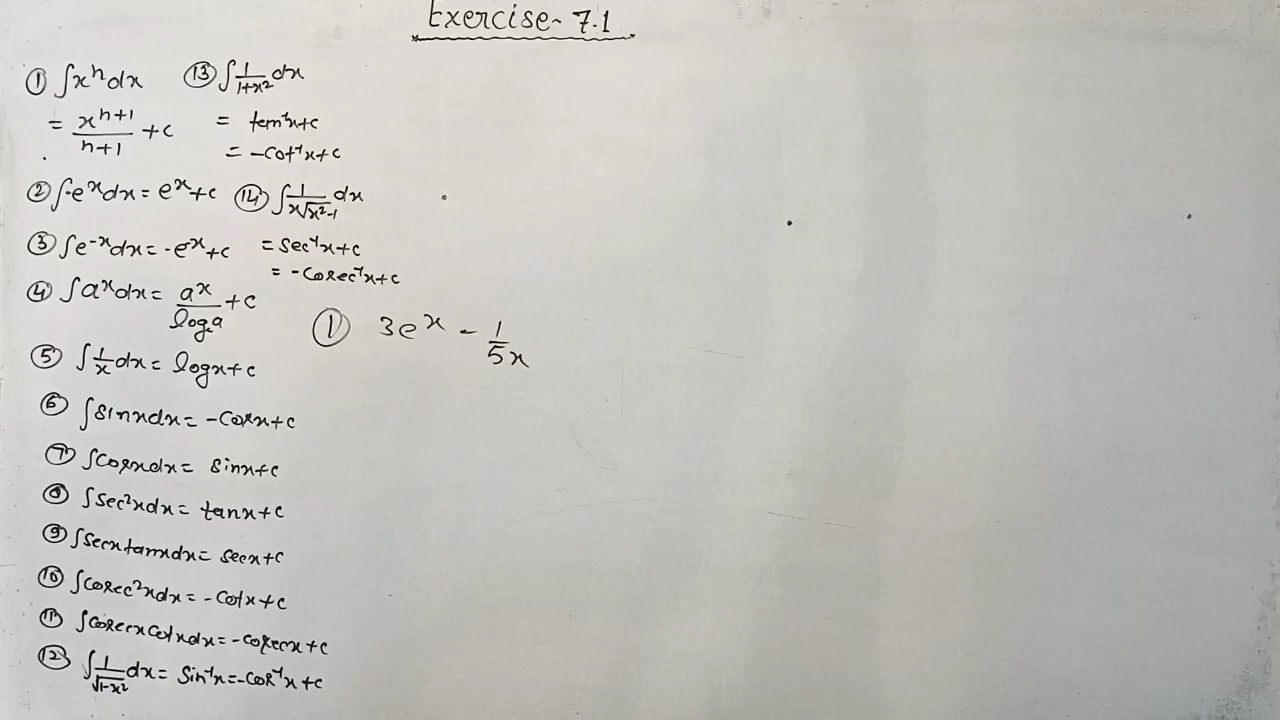 Exercise- 7.1
① ∫xⁿdx
= xⁿ⁺¹/n+1 + c
② ∫eˣdx = eˣ+c
③ ∫e⁻ˣdx = -eˣ+c
④ ∫aˣdx = aˣ/logₑa + c
⑤ ∫1/x dx = logx+c
⑥ ∫sinxdx = -cosx+c
⑦ ∫cosxdx = sinx+c
⑧ ∫sec²xdx = tanx+c
⑨ ∫secxtanxdx = secx+c
⑩ ∫cosec²xdx = -cotx+c
⑪ ∫cosecxcotxdx = -cosecx+c
⑫ ∫1/√1-x² dx = sin⁻¹x = -cos⁻¹x+c
⑬ ∫1/1+x² dx
= tan⁻¹x+c
= -cot⁻¹x+c
⑭ ∫1/x√x²-1 dx
= sec⁻¹x+c
= -cosec⁻¹x+c
① 3eˣ - 1/5x